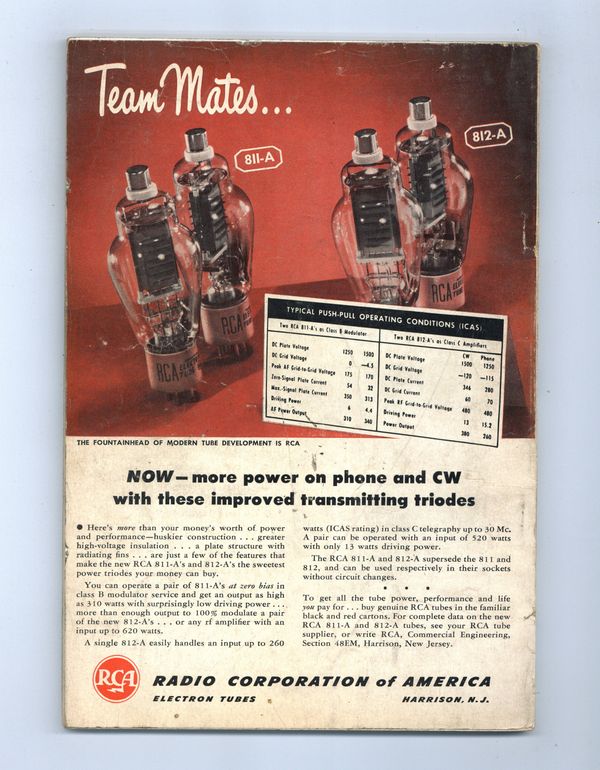 Team Mates...
811-A
812-A
RCA
RCA
RCA
TYPICAL PUSH-PULL OPERATING CONDITIONS (ICAS)
Two RCA 811-A's as Class B Modulator
DC Plate Voltage 1250 1500
DC Grid Voltage 0 —4.5
Peak AF Grid-to-Grid Voltage 175 170
Zero-Signal Plate Current 54 32
Max.-Signal Plate Current 350 313
Driving Power 6 4.4
AF Power Output 310 340
Two RCA 812-A's as Class C Amplifiers
CW Phone
DC Plate Voltage 1500 1250
DC Grid Voltage —120 —115
DC Plate Current 346 280
DC Grid Current 60 70
Peak RF Grid-to-Grid Voltage 480 480
Driving Power 13 15.2
Power Output 380 260
THE FOUNTAINHEAD OF MODERN TUBE DEVELOPMENT IS RCA
NOW—more power on phone and CW
with these improved transmitting triodes
● Here's more than your money's worth of power
and performance—huskier construction . . . greater
high-voltage insulation . . . a plate structure with
radiating fins . . . are just a few of the features that
make the new RCA 811-A's and 812-A's the sweetest
power triodes your money can buy.
You can operate a pair of 811-A's at zero bias in
class B modulator service and get an output as high
as 310 watts with surprisingly low driving power . . .
more than enough output to 100% modulate a pair
of the new 812-A's . . . or any rf amplifier with an
input up to 620 watts.
A single 812-A easily handles an input up to 260
watts (ICAS rating) in class C telegraphy up to 30 Mc.
A pair can be operated with an input of 520 watts
with only 13 watts driving power.
The RCA 811-A and 812-A supersede the 811 and
812, and can be used respectively in their sockets
without circuit changes.
• • •
To get all the tube power, performance and life
you pay for . . . buy genuine RCA tubes in the familiar
black and red cartons. For complete data on the new
RCA 811-A and 812-A tubes, see your RCA tube
supplier, or write RCA, Commercial Engineering,
Section 48EM, Harrison, New Jersey.
RCA
RADIO CORPORATION of AMERICA
ELECTRON TUBES HARRISON, N.J.